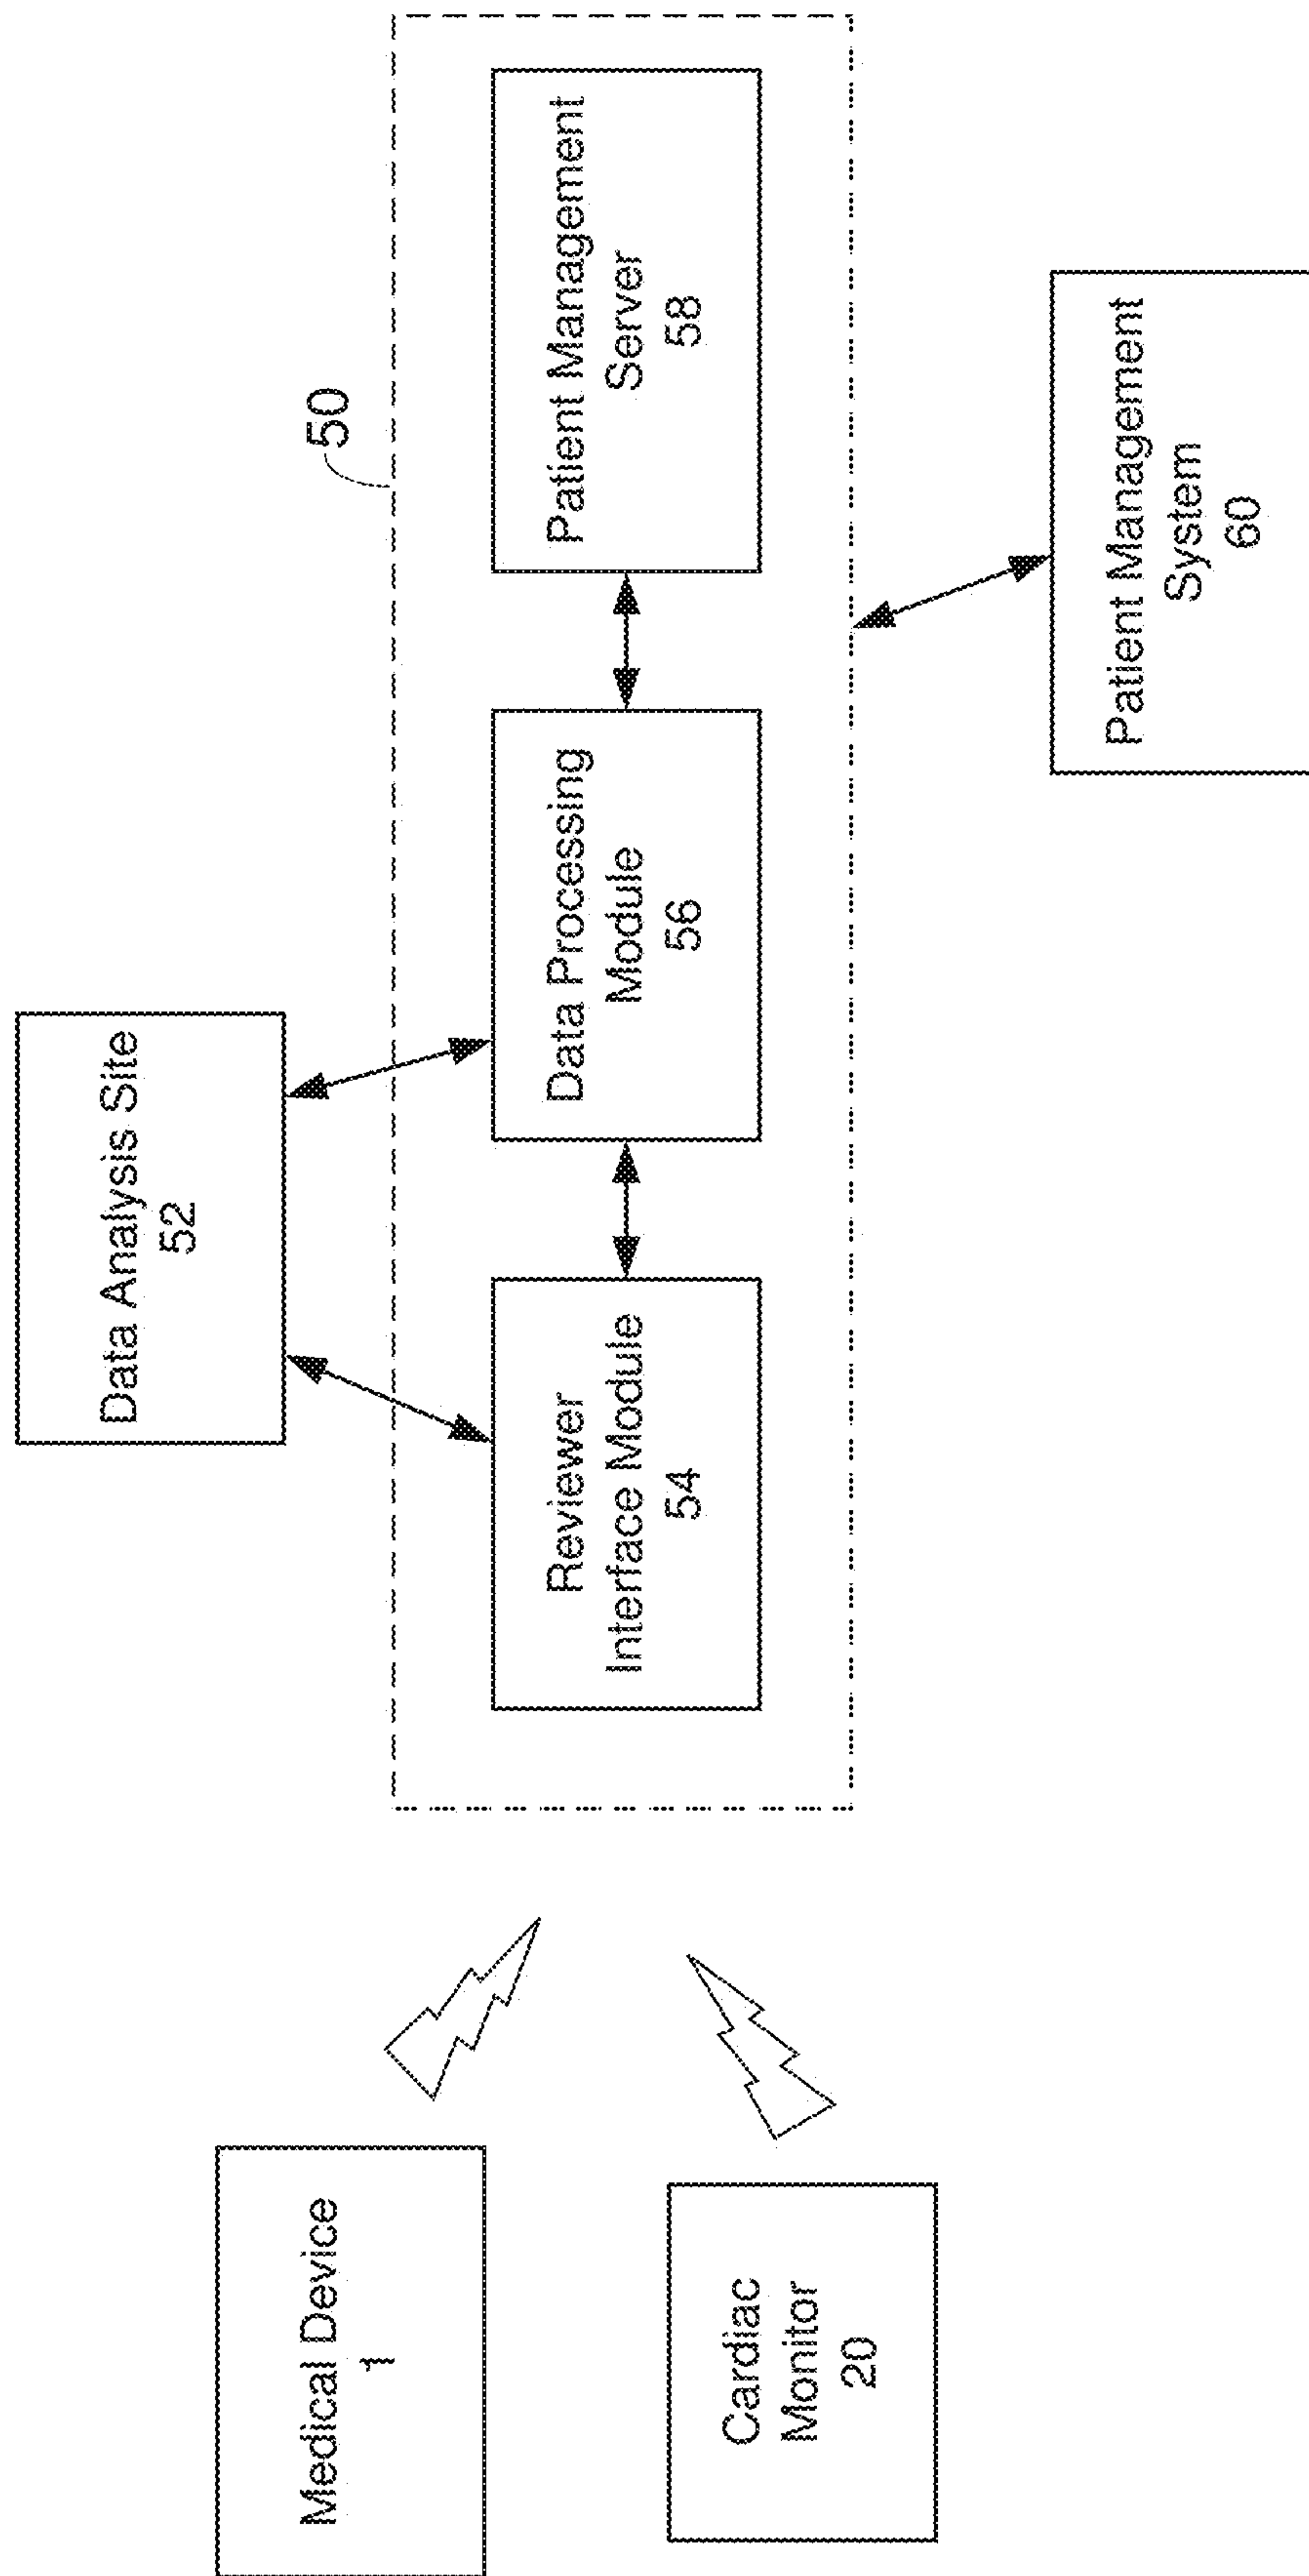 Medical Device
1
Cardiac
Monitor
20
Data Analysis Site
52
50
Reviewer
Interface Module
54
Data Processing
Module
56
Patient Management
Server
58
Patient Management
System
60